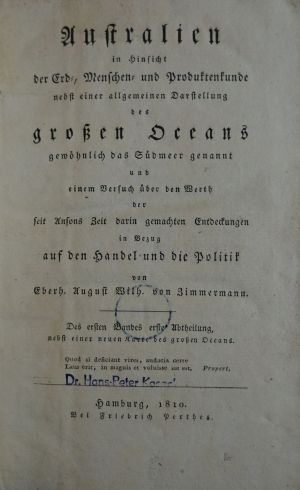 Australien
in Hinsicht
der Erd-, Menschen- und Produktenkunde
nebst einer allgemeinen Darstellung
des
großen Oceans
gewöhnlich das Südmeer genannt
und
einem Versuch über den Werth
der
seit Ansons Zeit darin gemachten Entdeckungen
in Bezug
auf den Handel und die Politik
von
Eberh. August Wilh. von Zimmermann.
Des ersten Bandes erste Abtheilung,
nebst einer neuen Karte des großen Oceans.
Quod si deficiant vires, audacia certe
Laus erit, in magnis et voluisse sat est. Propert.
Dr. Hans-Peter
Hamburg, 1810.
Bei Friedrich Perthes.